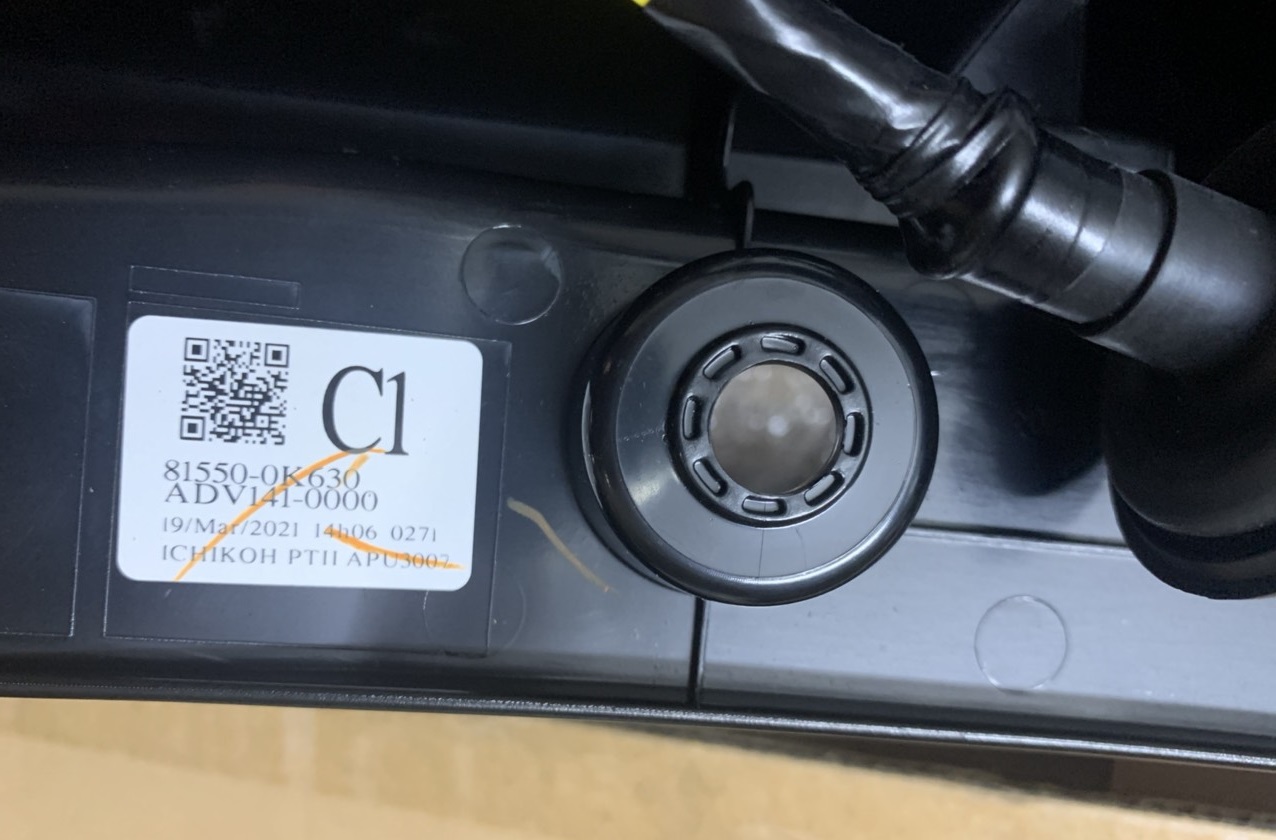 C1
81550-0K630
ADV141-0000
19/Mar/2021 14h06 0271
ICHIKOH PTII APU3007